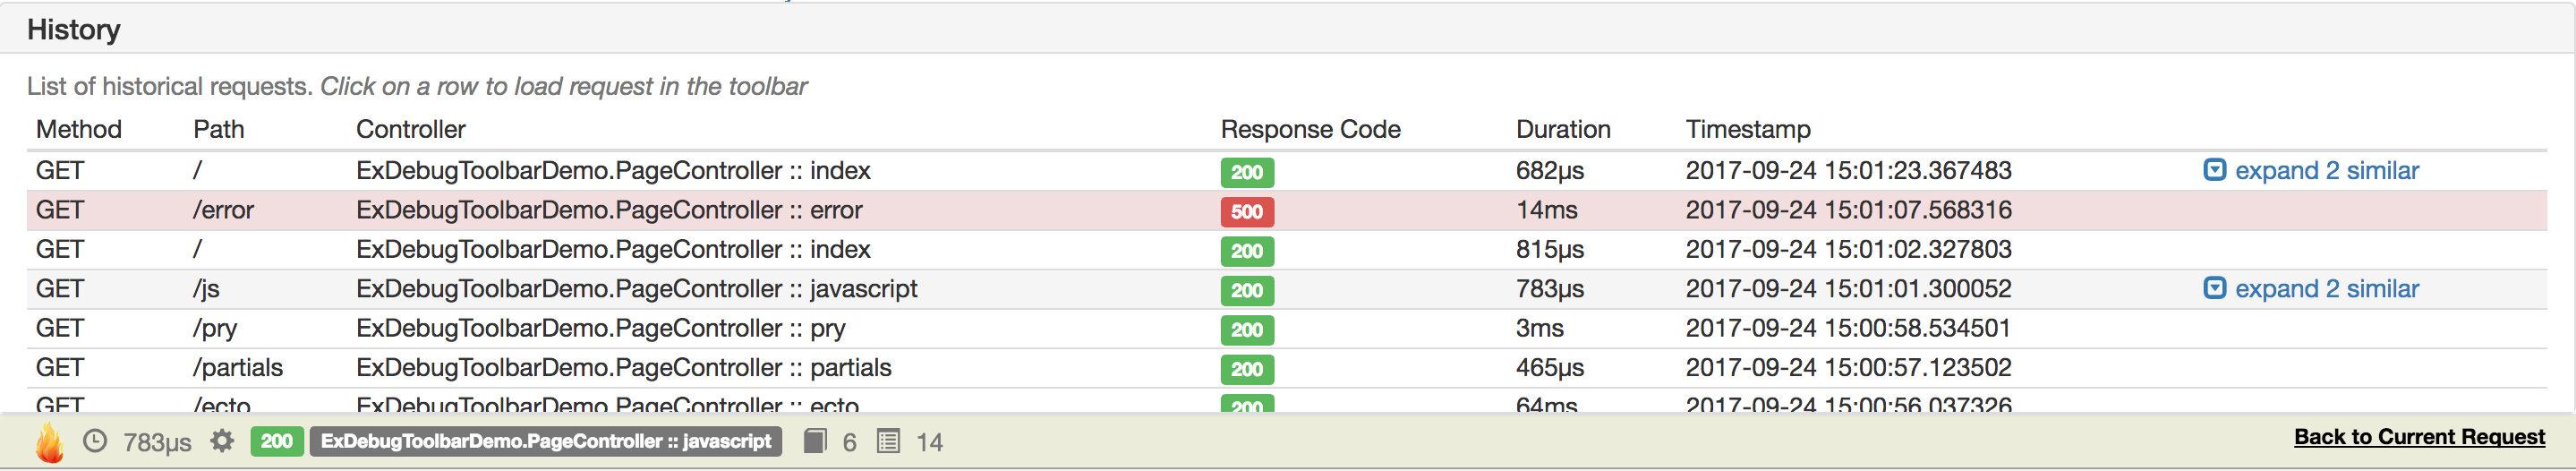 History
List of historical requests. Click on a row to load request in the toolbar
Method Path Controller Response Code Duration Timestamp
GET / ExDebugToolbarDemo.PageController :: index 200 682µs 2017-09-24 15:01:23.367483 expand 2 similar
GET /error ExDebugToolbarDemo.PageController :: error 500 14ms 2017-09-24 15:01:07.568316
GET / ExDebugToolbarDemo.PageController :: index 200 815µs 2017-09-24 15:01:02.327803
GET /js ExDebugToolbarDemo.PageController :: javascript 200 783µs 2017-09-24 15:01:01.300052 expand 2 similar
GET /pry ExDebugToolbarDemo.PageController :: pry 200 3ms 2017-09-24 15:00:58.534501
GET /partials ExDebugToolbarDemo.PageController :: partials 200 465µs 2017-09-24 15:00:57.123502
GET /ecto ExDebugToolbarDemo.PageController :: ecto 200 64ms 2017-09-24 15:00:56.037326
783µs 200 ExDebugToolbarDemo.PageController :: javascript 6 14 Back to Current Request